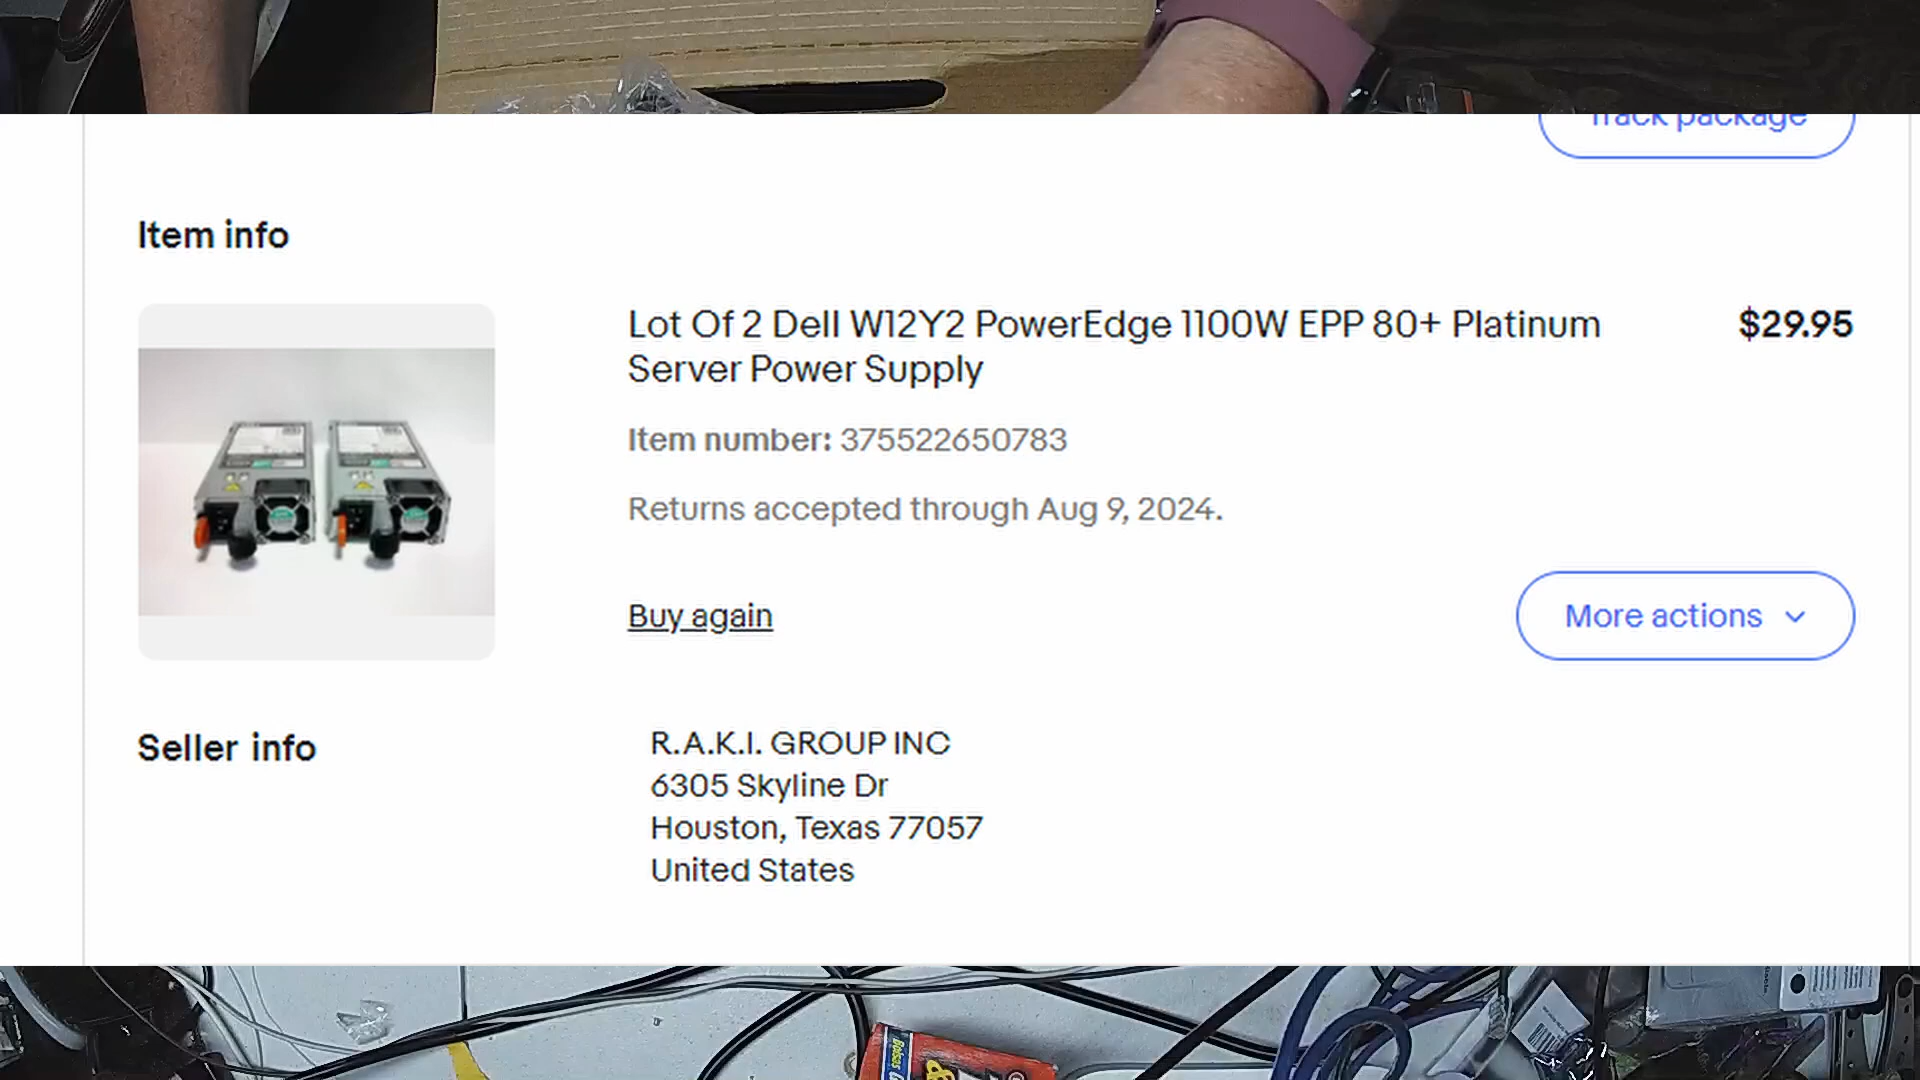 Track package
Item info
Lot Of 2 Dell W12Y2 PowerEdge 1100W EPP 80+ Platinum
$29.95
Server Power Supply
Item number: 375522650783
Returns accepted through Aug 9, 2024.
Buy again
More actions
Seller info
R.A.K.I. GROUP INC
6305 Skyline Dr
Houston, Texas 77057
United States